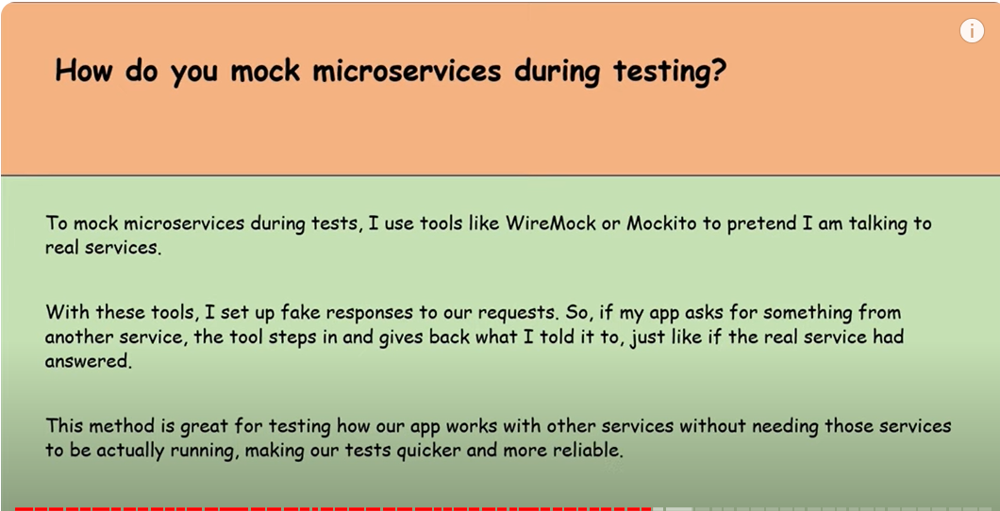 How do you mock microservices during testing?
To mock microservices during tests, I use tools like WireMock or Mockito to pretend I am talking to
real services.
With these tools, I set up fake responses to our requests. So, if my app asks for something from
another service, the tool steps in and gives back what I told it to, just like if the real service had
answered.
This method is great for testing how our app works with other services without needing those services
to be actually running, making our tests quicker and more reliable.